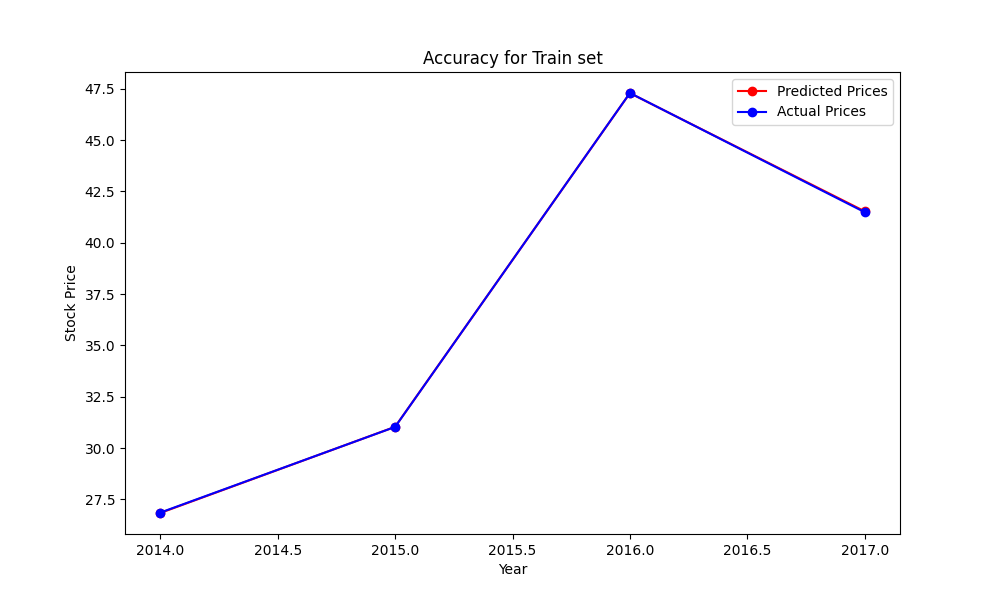 Accuracy for Train set
Predicted Prices
Actual Prices
47.5
45.0
42.5
40.0
37.5
35.0
32.5
30.0
27.5
Stock Price
2014.0 2014.5 2015.0 2015.5 2016.0 2016.5 2017.0
Year